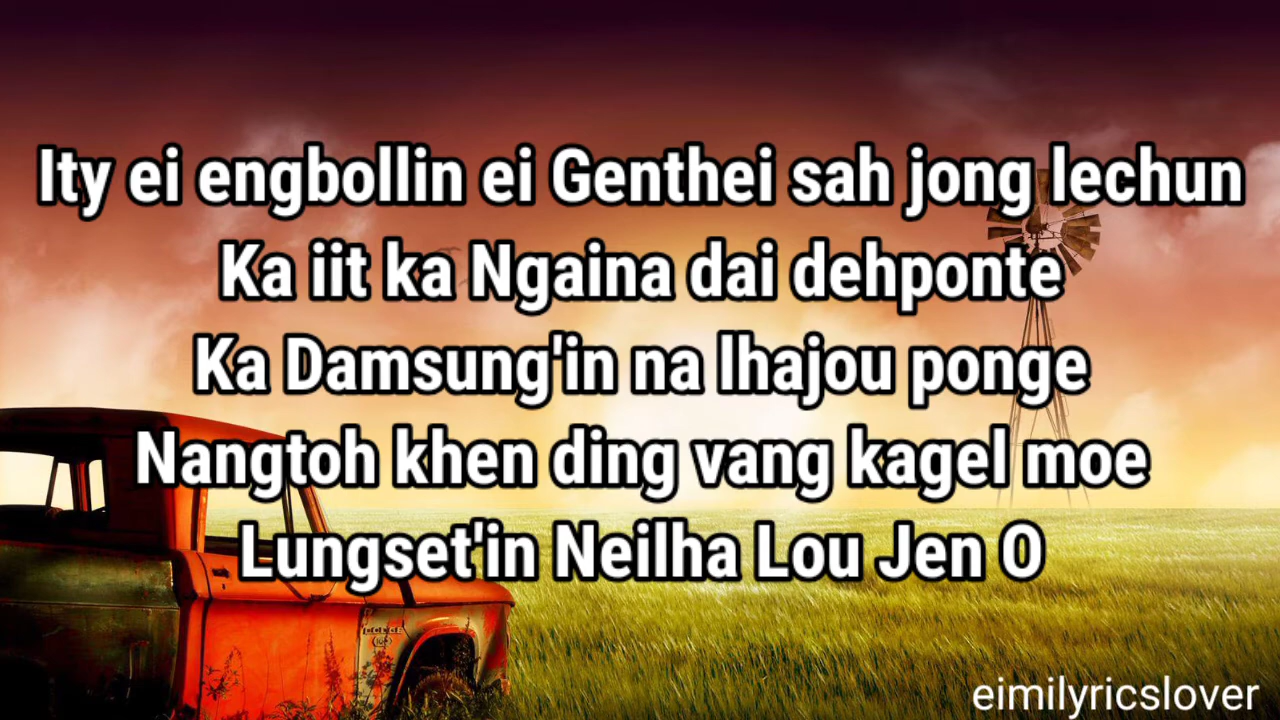 Ity ei engbollin ei Genthei sah jong lechun
Ka iit ka Ngaina dai dehponte
Ka Damsung'in na lhajou ponge
Nangtoh khen ding vang kagel moe
Lungset'in Neilha Lou Jen O
eimilyricslover